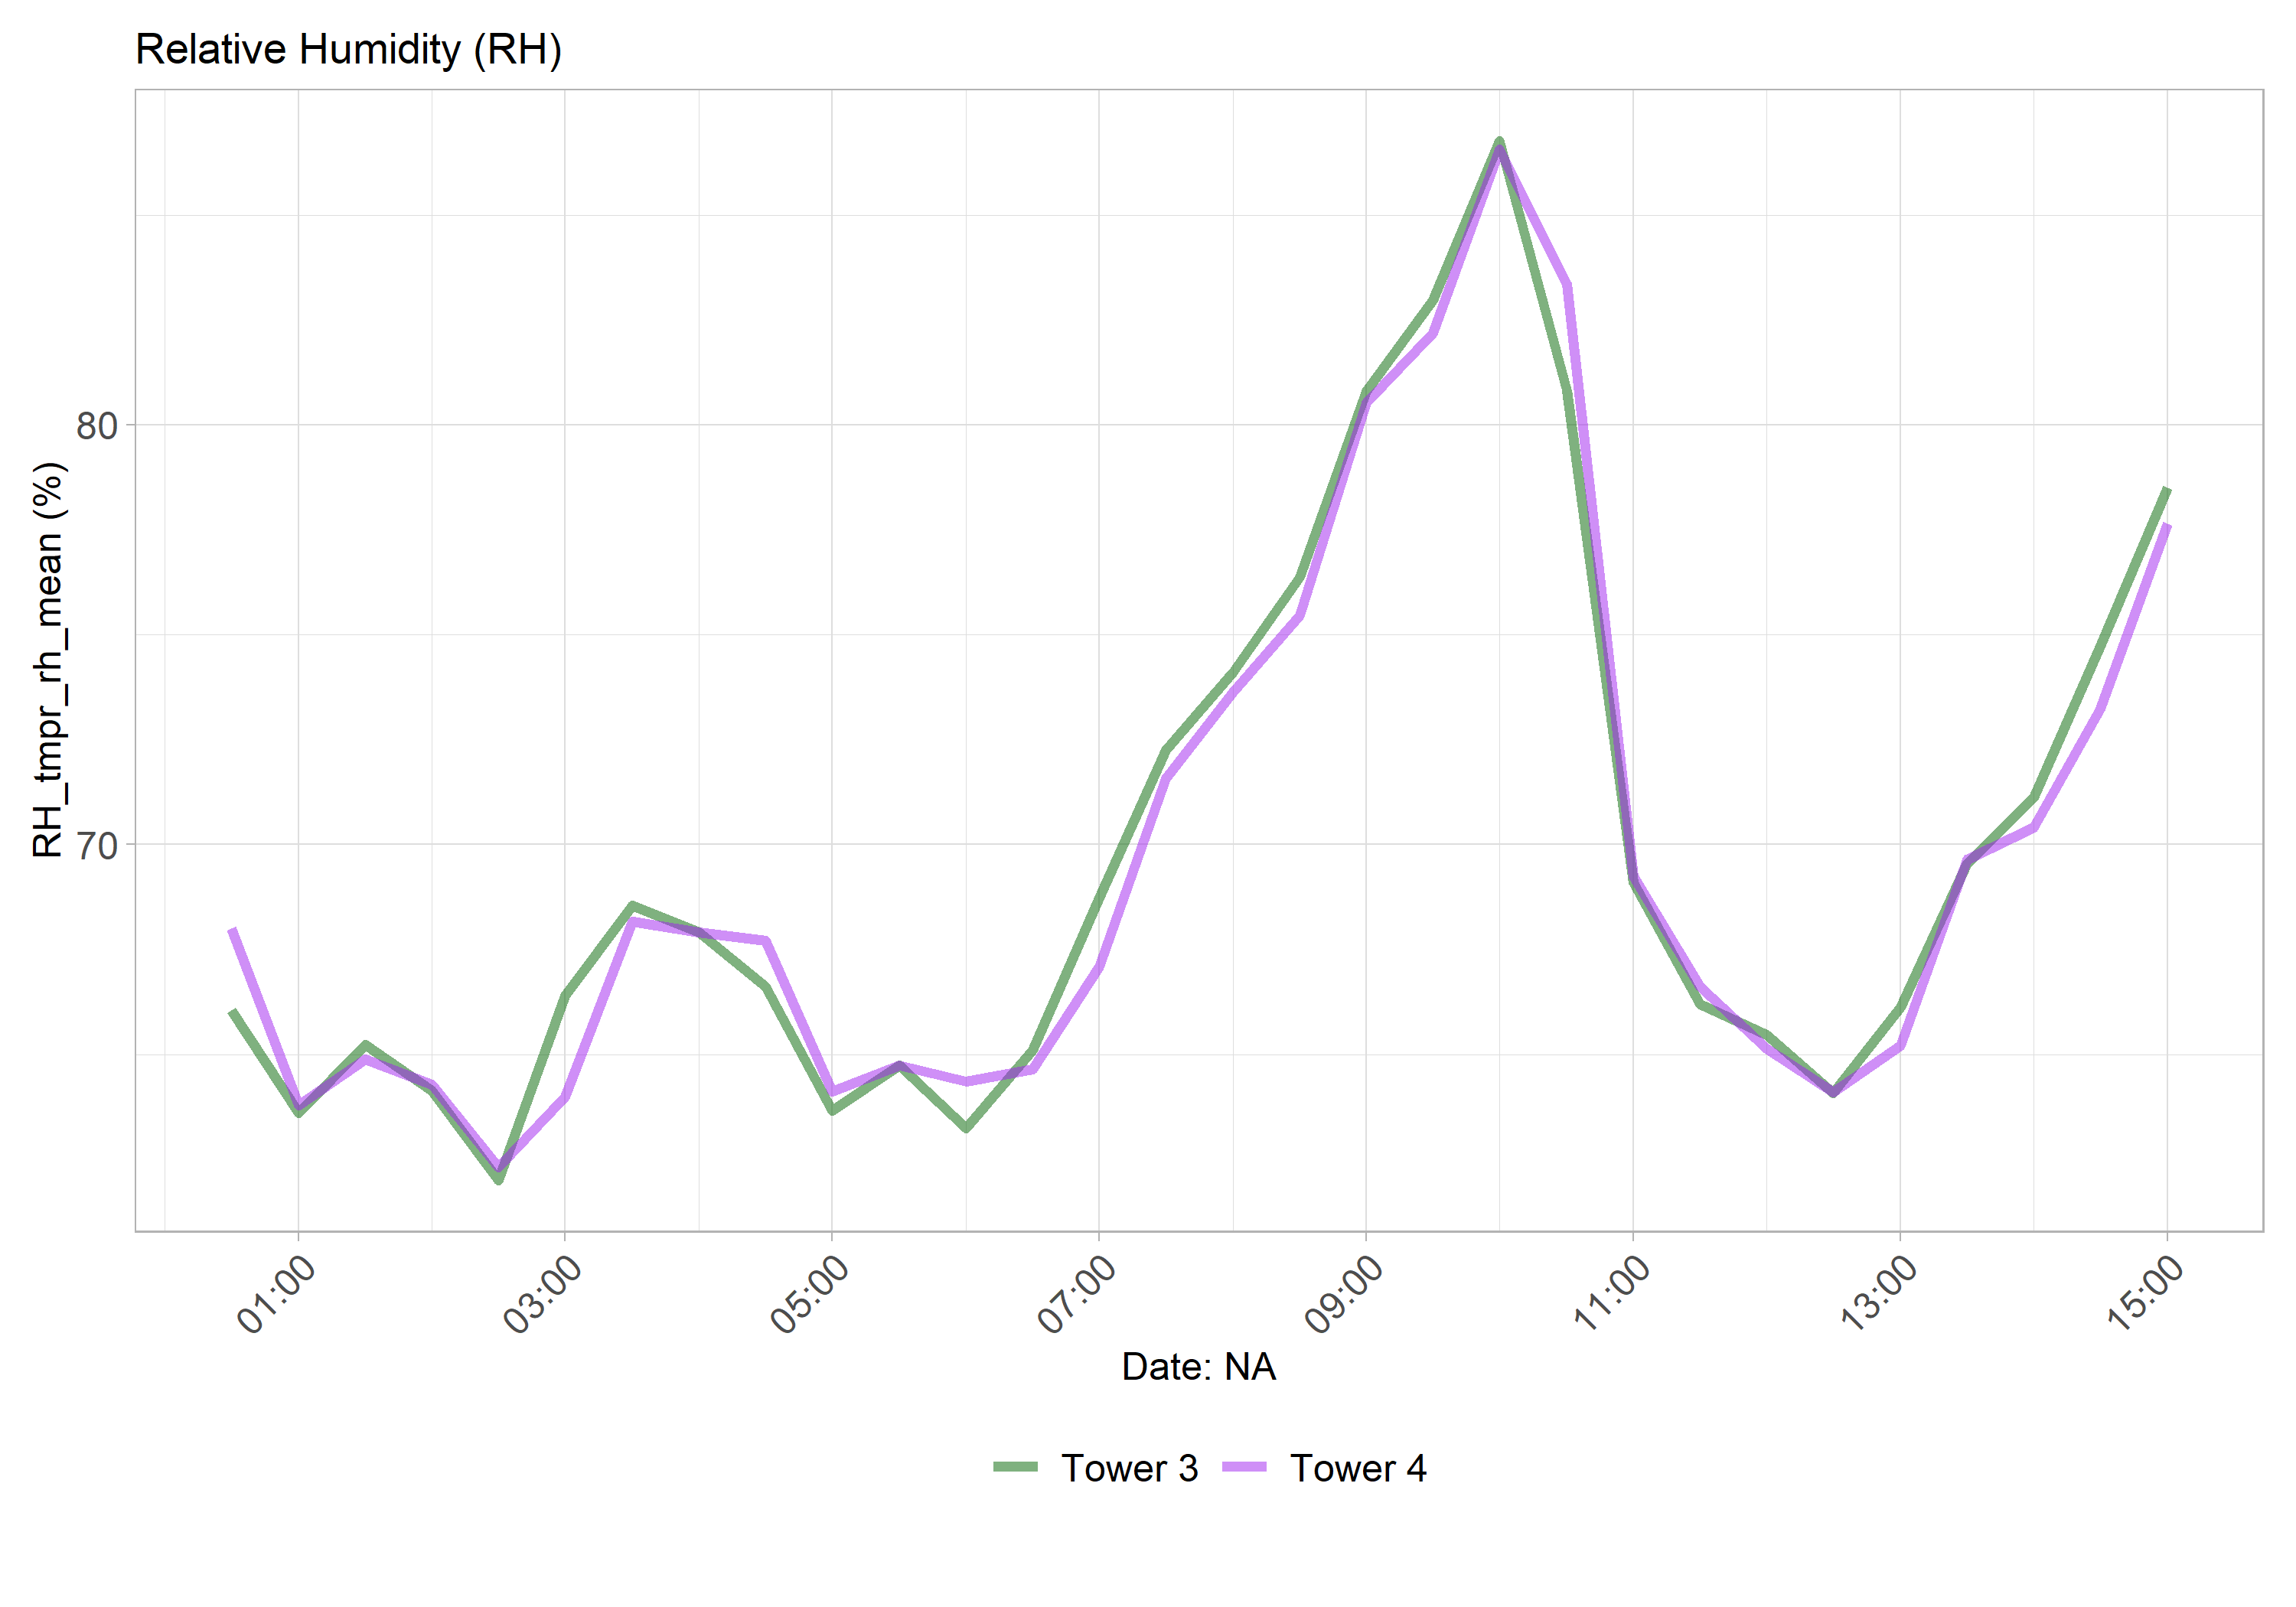 Relative Humidity (RH)
RH_tmpr_rh_mean (%)
80
70
01:00
03:00
05:00
07:00
09:00
11:00
13:00
15:00
Date: NA
Tower 3
Tower 4